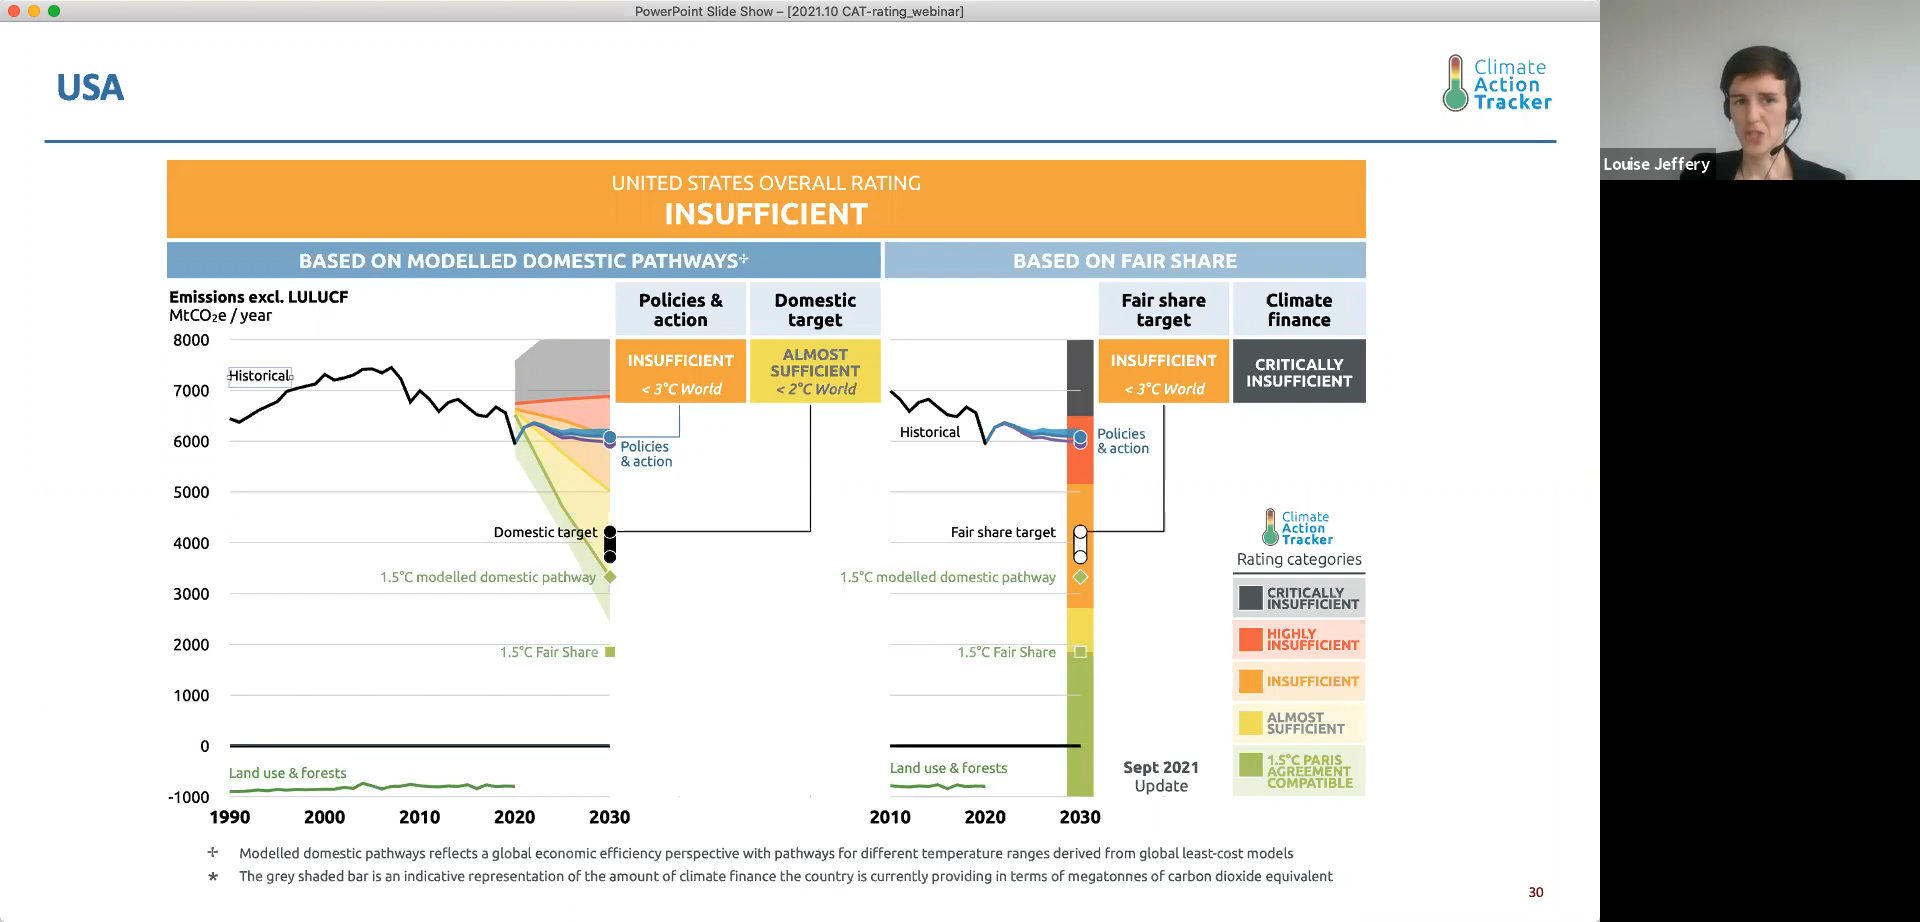 PowerPoint Slide Show – [2021.10 CAT-rating_webinar]
USA
Climate
Action
Tracker
Louise Jeffery
UNITED STATES OVERALL RATING
INSUFFICIENT
BASED ON MODELLED DOMESTIC PATHWAYS✢
BASED ON FAIR SHARE
Emissions excl. LULUCF
MtCO₂e / year
Policies &
action
Domestic
target
Fair share
target
Climate
finance
INSUFFICIENT
< 3°C World
ALMOST
SUFFICIENT
< 2°C World
INSUFFICIENT
< 3°C World
CRITICALLY
INSUFFICIENT
8000
7000
6000
5000
4000
3000
2000
1000
0
-1000
Historical
Policies
& action
Domestic target
1.5°C modelled domestic pathway
1.5°C Fair Share
Land use & forests
1990
2000
2010
2020
2030
Historical
Policies
& action
Fair share target
1.5°C modelled domestic pathway
1.5°C Fair Share
Land use & forests
2010
2020
2030
Sept 2021
Update
Climate
Action
Tracker
Rating categories
CRITICALLY
INSUFFICIENT
HIGHLY
INSUFFICIENT
INSUFFICIENT
ALMOST
SUFFICIENT
1.5°C PARIS
AGREEMENT
COMPATIBLE
✢ Modelled domestic pathways reflects a global economic efficiency perspective with pathways for different temperature ranges derived from global least-cost models
* The grey shaded bar is an indicative representation of the amount of climate finance the country is currently providing in terms of megatonnes of carbon dioxide equivalent
30